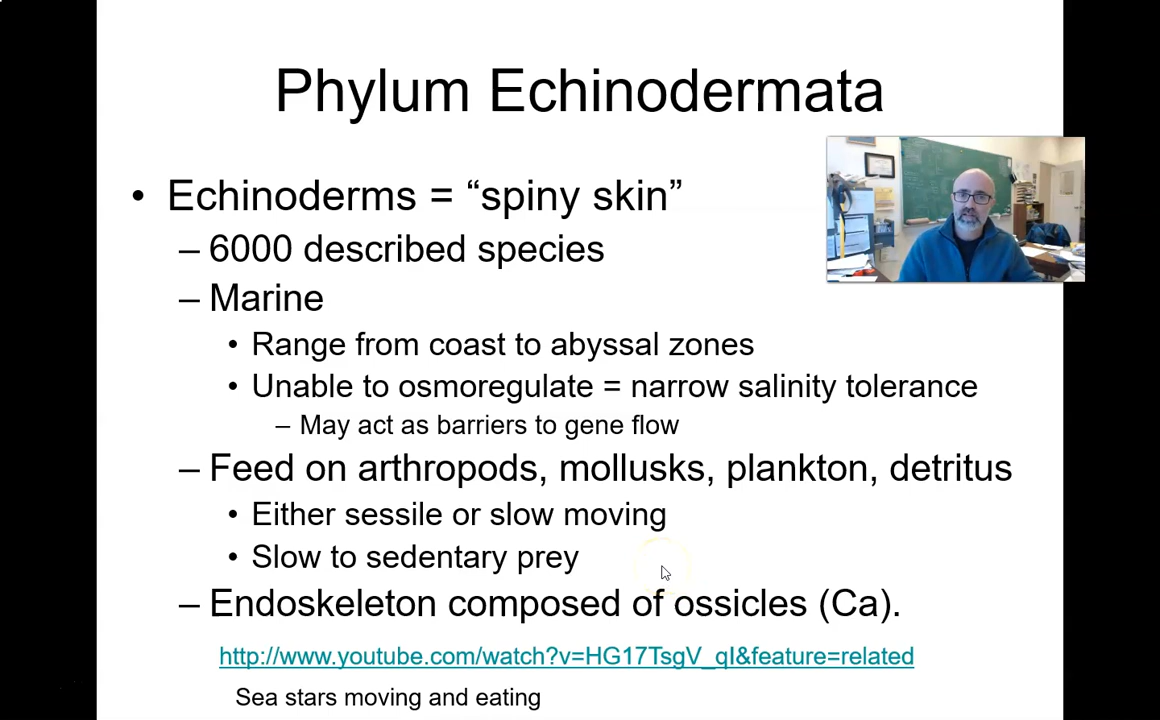 Phylum Echinodermata
• Echinoderms = “spiny skin”
– 6000 described species
– Marine
• Range from coast to abyssal zones
• Unable to osmoregulate = narrow salinity tolerance
– May act as barriers to gene flow
– Feed on arthropods, mollusks, plankton, detritus
• Either sessile or slow moving
• Slow to sedentary prey
– Endoskeleton composed of ossicles (Ca).
http://www.youtube.com/watch?v=HG17TsgV_qI&feature=related
Sea stars moving and eating